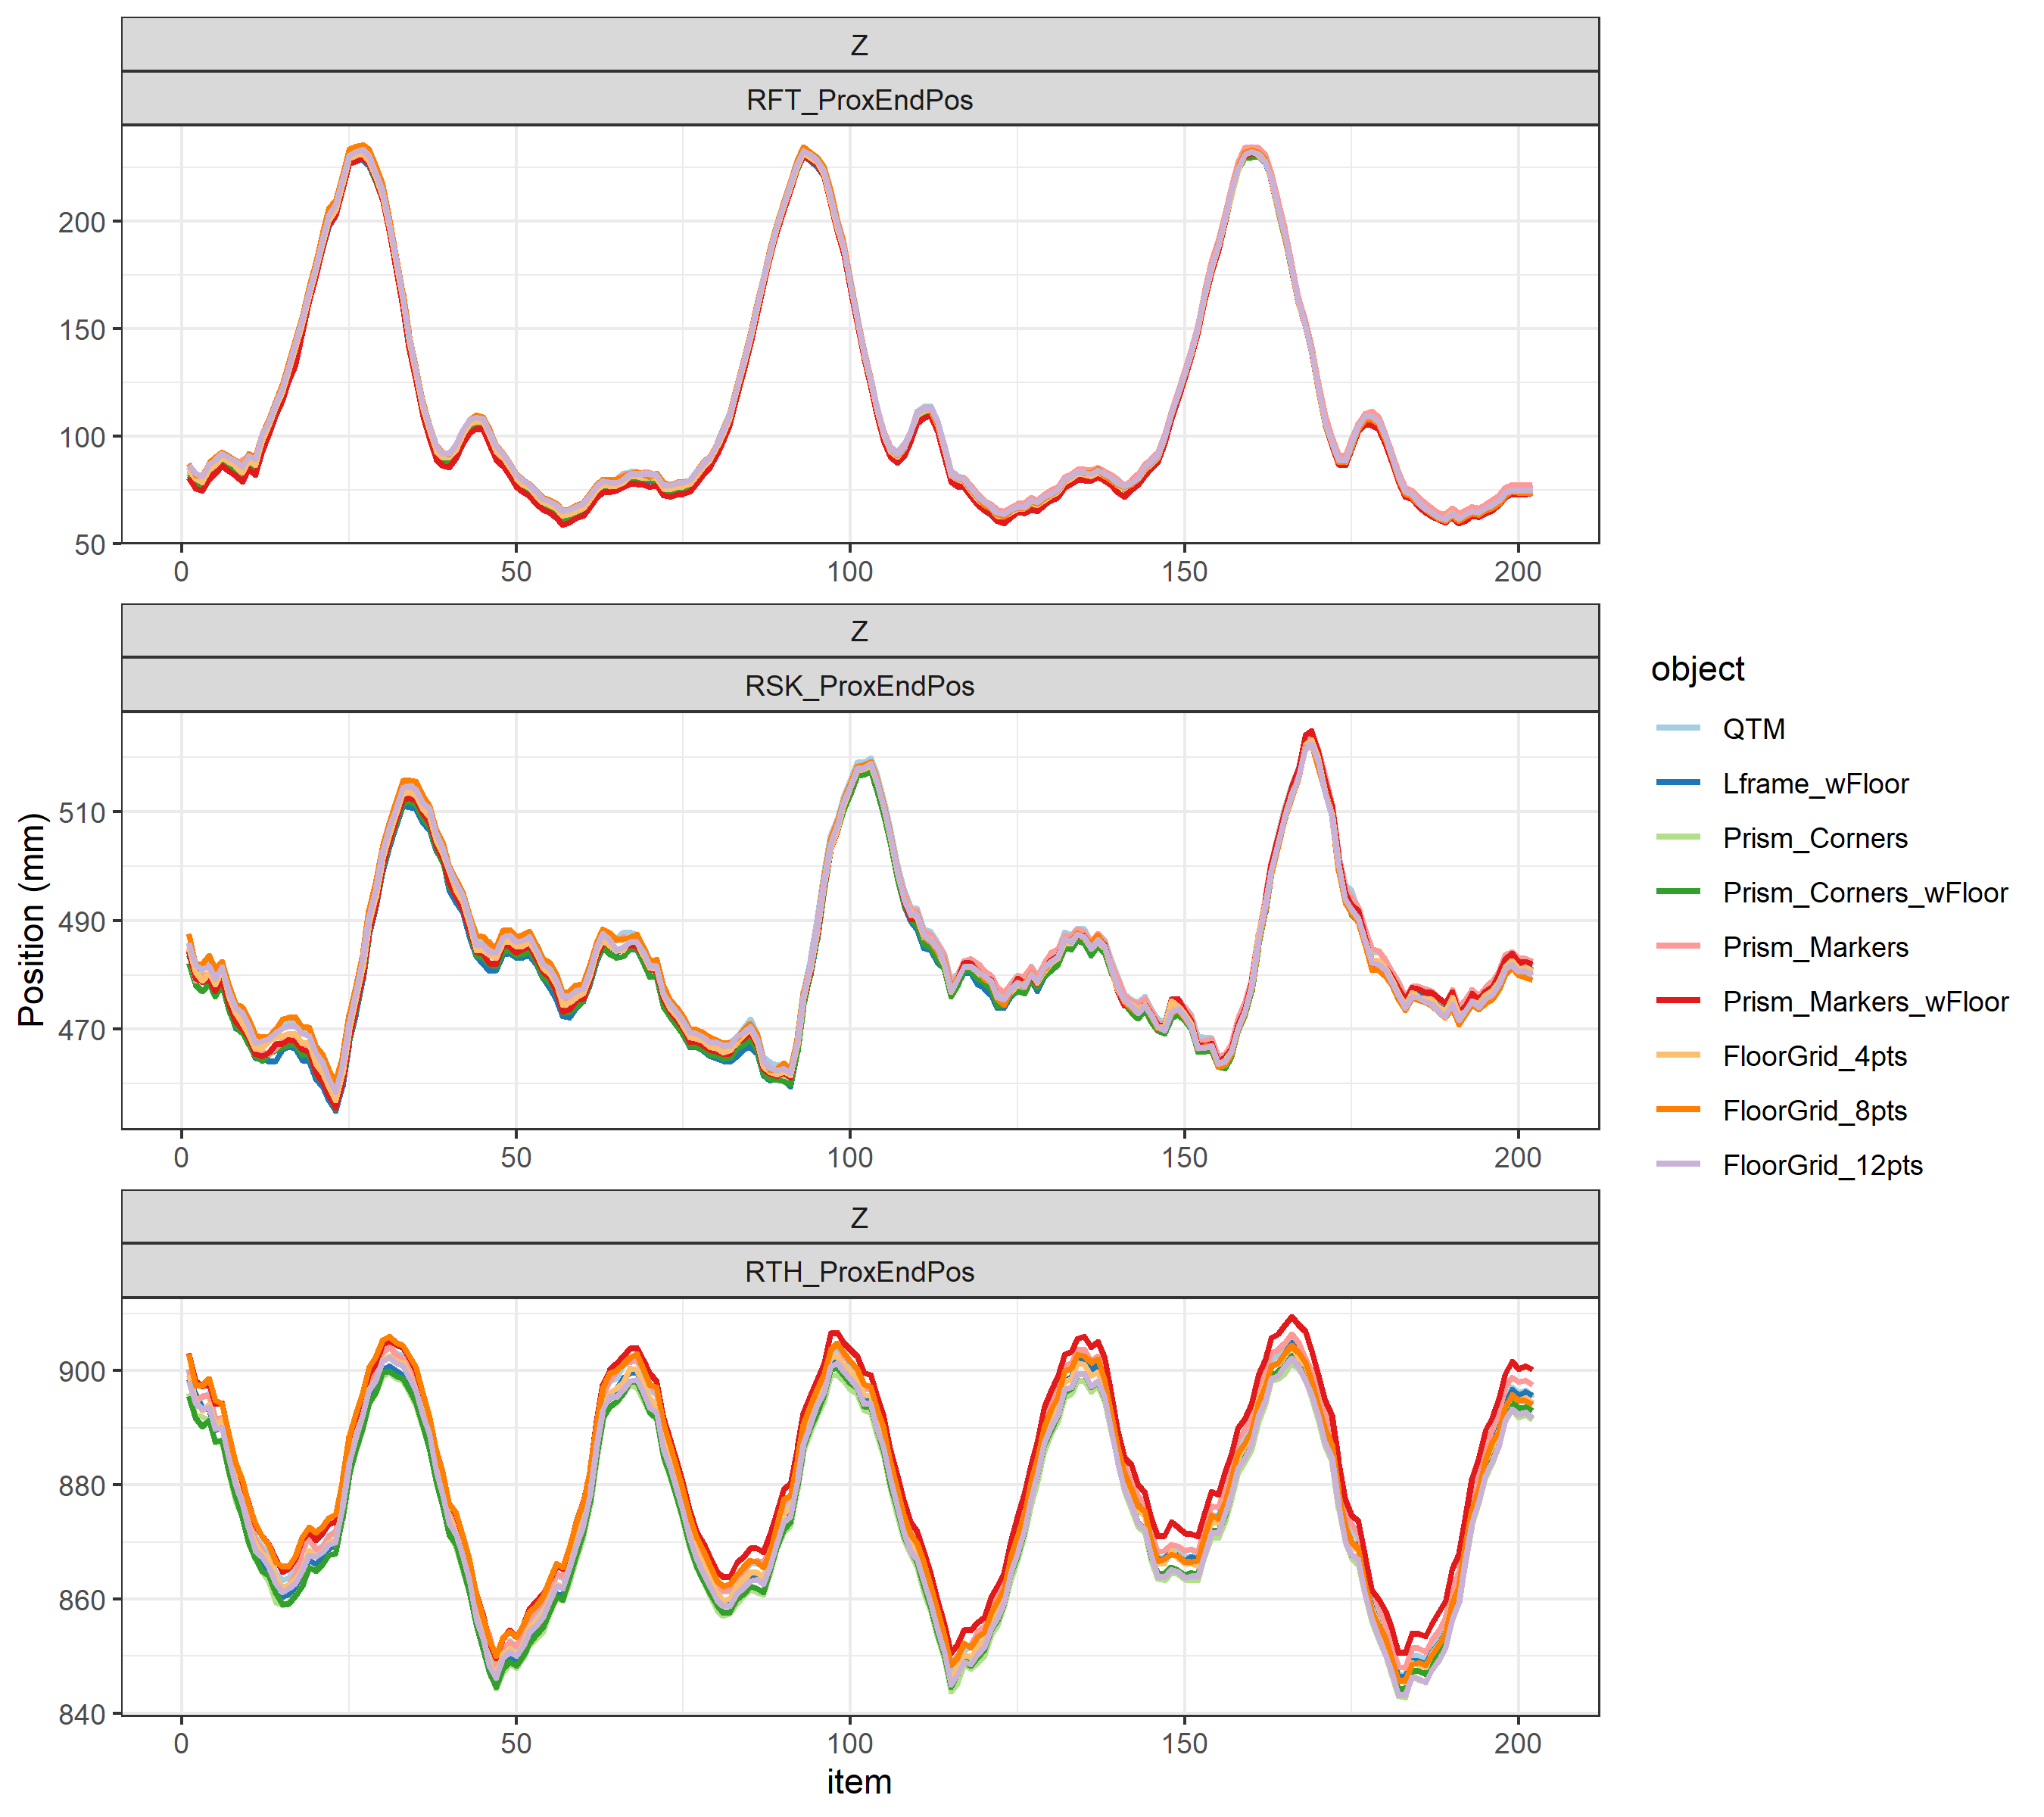 Z
RFT_ProxEndPos
200
150
100
50
0 50 100 150 200
Z
RSK_ProxEndPos
510
490
470
0 50 100 150 200
Z
RTH_ProxEndPos
900
880
860
840
0 50 100 150 200
item
Position (mm)
object
QTM
Lframe_wFloor
Prism_Corners
Prism_Corners_wFloor
Prism_Markers
Prism_Markers_wFloor
FloorGrid_4pts
FloorGrid_8pts
FloorGrid_12pts